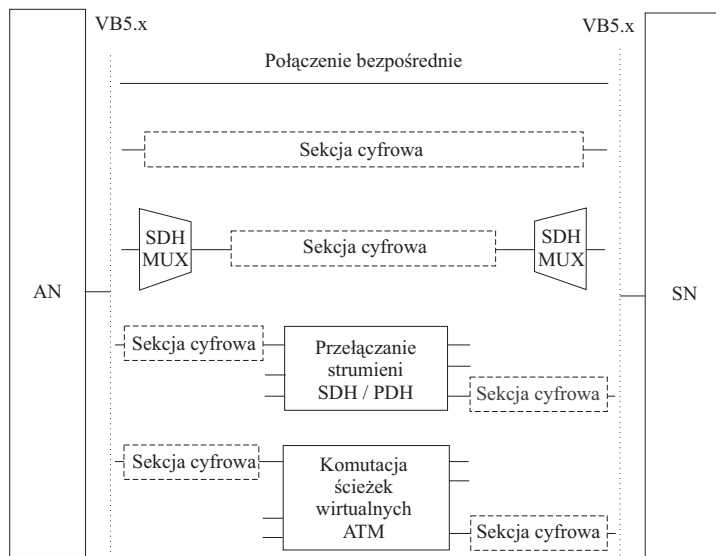 VB5.x
VB5.x
Połączenie bezpośrednie
Sekcja cyfrowa
SDH
MUX
Sekcja cyfrowa
SDH
MUX
AN
SN
Sekcja cyfrowa
Przełączanie
strumieni
SDH / PDH
Sekcja cyfrowa
Sekcja cyfrowa
Komutacja
ścieżek
wirtualnych
ATM
Sekcja cyfrowa